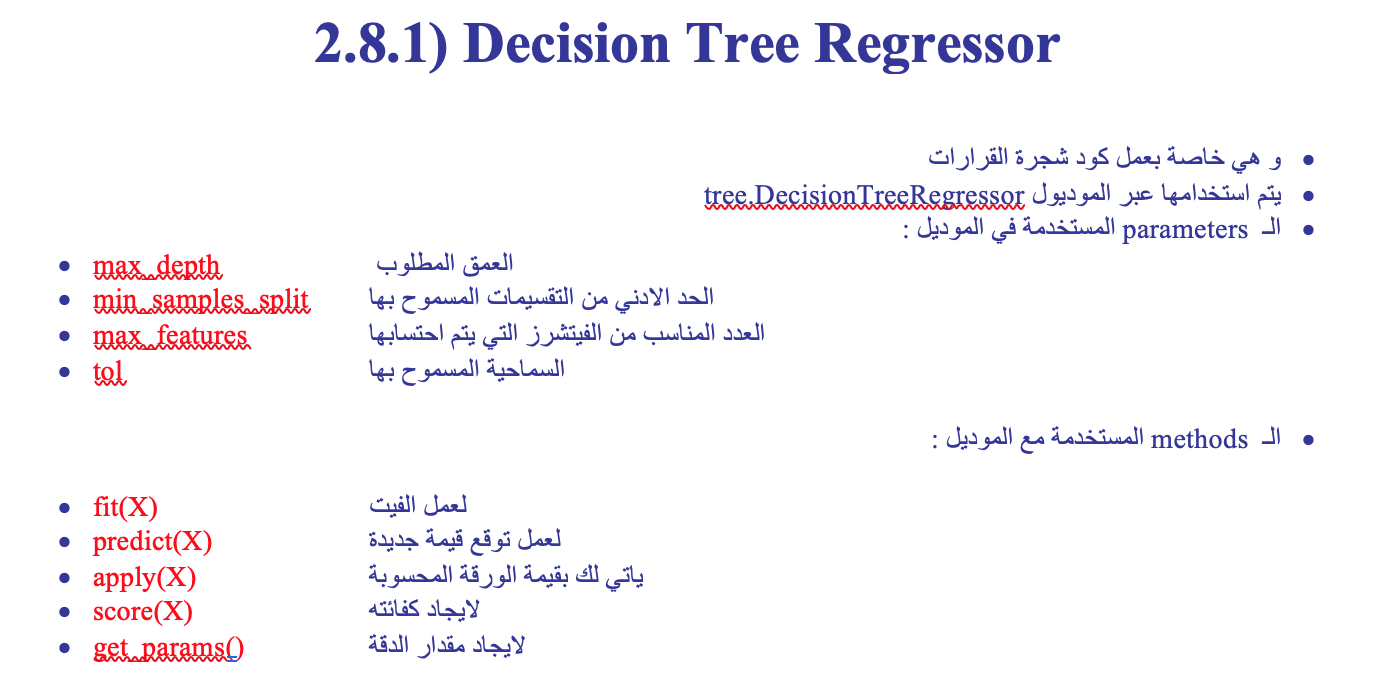 2.8.1) Decision Tree Regressor
و هي خاصة بعمل كود شجرة القرارات
يتم استخدامها عبر الموديول tree.DecisionTreeRegressor
الـ parameters المستخدمة في الموديل :
max_depth العمق المطلوب
min_samples_split الحد الادني من التقسيمات المسموح بها
max_features العدد المناسب من الفيتشرز التي يتم احتسابها
tol السماحية المسموح بها
الـ methods المستخدمة مع الموديل :
fit(X) لعمل الفيت
predict(X) لعمل توقع قيمة جديدة
apply(X) ياتي لك بقيمة الورقة المحسوبة
score(X) لايجاد كفائته
get_params() لايجاد مقدار الدقة